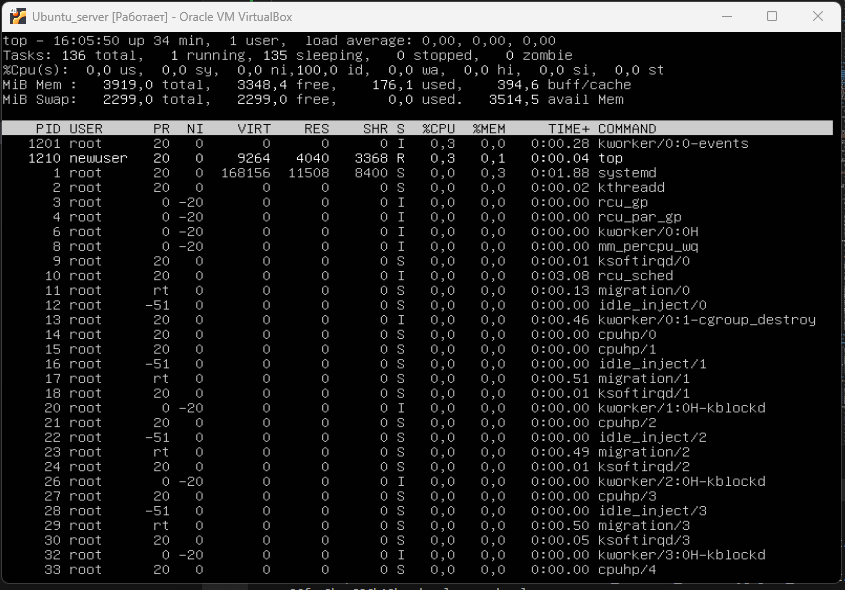 Ubuntu_server [Работает] - Oracle VM VirtualBox
top - 16:05:50 up 34 min,  1 user,  load average: 0,00, 0,00, 0,00
Tasks: 136 total,   1 running, 135 sleeping,   0 stopped,   0 zombie
%Cpu(s):  0,0 us,  0,0 sy,  0,0 ni,100,0 id,  0,0 wa,  0,0 hi,  0,0 si,  0,0 st
MiB Mem :   3919,0 total,   3348,4 free,    176,1 used,    394,6 buff/cache
MiB Swap:   2299,0 total,   2299,0 free,      0,0 used.   3514,5 avail Mem
PID USER      PR  NI    VIRT    RES    SHR S  %CPU  %MEM     TIME+ COMMAND
1201 root      20   0       0      0      0 I   0,3   0,0   0:00.28 kworker/0:0-events
1210 newuser   20   0    9264   4040   3368 R   0,3   0,1   0:00.04 top
1 root      20   0  168156  11508   8400 S   0,0   0,3   0:01.88 systemd
2 root      20   0       0      0      0 S   0,0   0,0   0:00.02 kthreadd
3 root       0 -20       0      0      0 I   0,0   0,0   0:00.00 rcu_gp
4 root       0 -20       0      0      0 I   0,0   0,0   0:00.00 rcu_par_gp
6 root       0 -20       0      0      0 I   0,0   0,0   0:00.00 kworker/0:0H
8 root       0 -20       0      0      0 I   0,0   0,0   0:00.00 mm_percpu_wq
9 root      20   0       0      0      0 S   0,0   0,0   0:00.01 ksoftirqd/0
10 root      20   0       0      0      0 I   0,0   0,0   0:03.08 rcu_sched
11 root      rt   0       0      0      0 S   0,0   0,0   0:00.13 migration/0
12 root     -51   0       0      0      0 S   0,0   0,0   0:00.00 idle_inject/0
13 root      20   0       0      0      0 I   0,0   0,0   0:00.46 kworker/0:1-cgroup_destroy
14 root      20   0       0      0      0 S   0,0   0,0   0:00.00 cpuhp/0
15 root      20   0       0      0      0 S   0,0   0,0   0:00.00 cpuhp/1
16 root     -51   0       0      0      0 S   0,0   0,0   0:00.00 idle_inject/1
17 root      rt   0       0      0      0 S   0,0   0,0   0:00.51 migration/1
18 root      20   0       0      0      0 S   0,0   0,0   0:00.01 ksoftirqd/1
20 root       0 -20       0      0      0 I   0,0   0,0   0:00.00 kworker/1:0H-kblockd
21 root      20   0       0      0      0 S   0,0   0,0   0:00.00 cpuhp/2
22 root     -51   0       0      0      0 S   0,0   0,0   0:00.00 idle_inject/2
23 root      rt   0       0      0      0 S   0,0   0,0   0:00.49 migration/2
24 root      20   0       0      0      0 S   0,0   0,0   0:00.01 ksoftirqd/2
26 root       0 -20       0      0      0 I   0,0   0,0   0:00.00 kworker/2:0H-kblockd
27 root      20   0       0      0      0 S   0,0   0,0   0:00.00 cpuhp/3
28 root     -51   0       0      0      0 S   0,0   0,0   0:00.00 idle_inject/3
29 root      rt   0       0      0      0 S   0,0   0,0   0:00.50 migration/3
30 root      20   0       0      0      0 S   0,0   0,0   0:00.05 ksoftirqd/3
32 root       0 -20       0      0      0 I   0,0   0,0   0:00.00 kworker/3:0H-kblockd
33 root      20   0       0      0      0 S   0,0   0,0   0:00.00 cpuhp/4